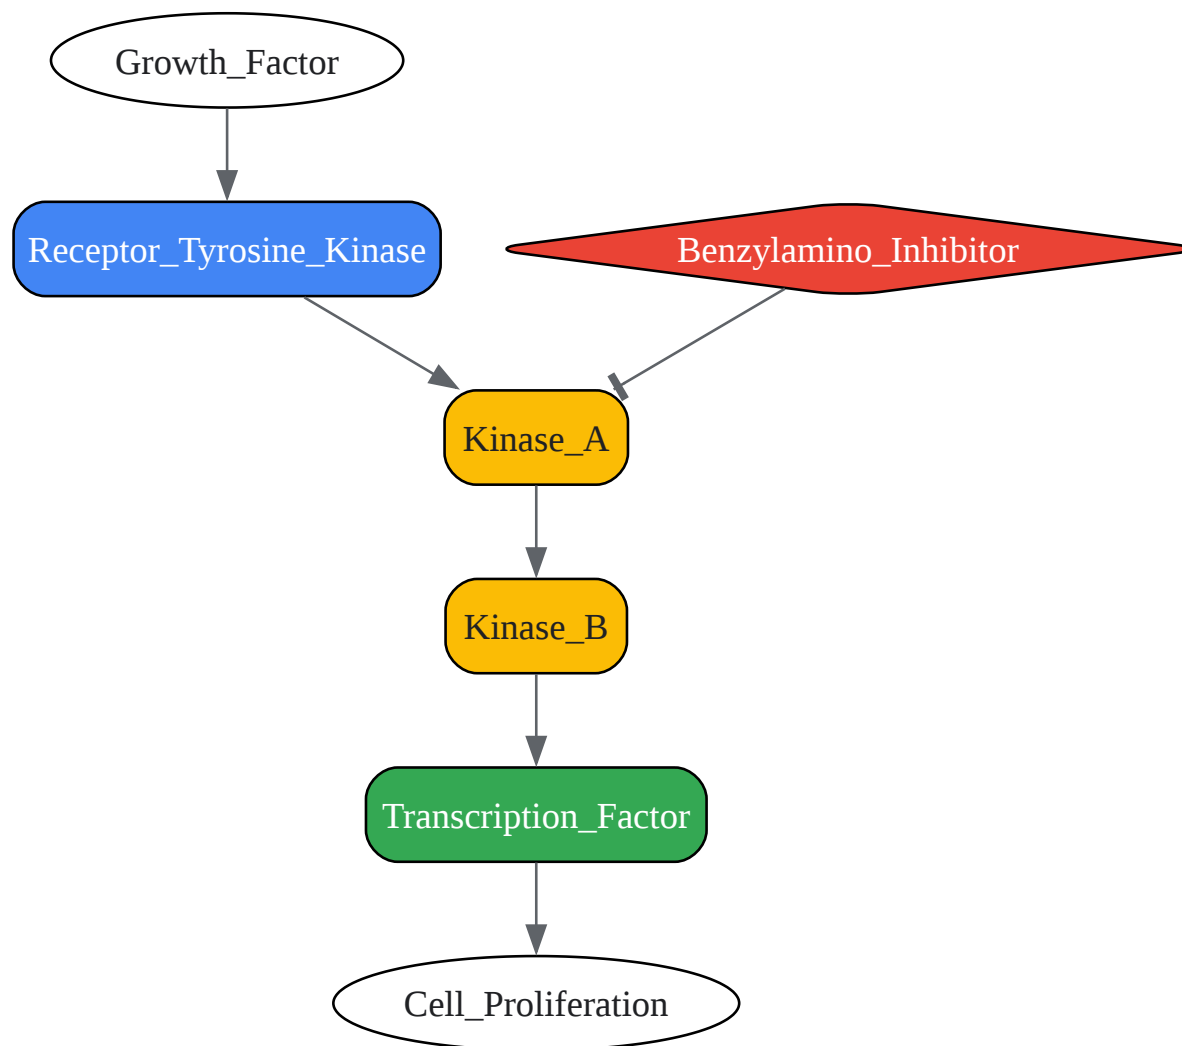 Growth_Factor
Receptor_Tyrosine_Kinase
Benzylamino_Inhibitor
Kinase_A
Kinase_B
Transcription_Factor
Cell_Proliferation